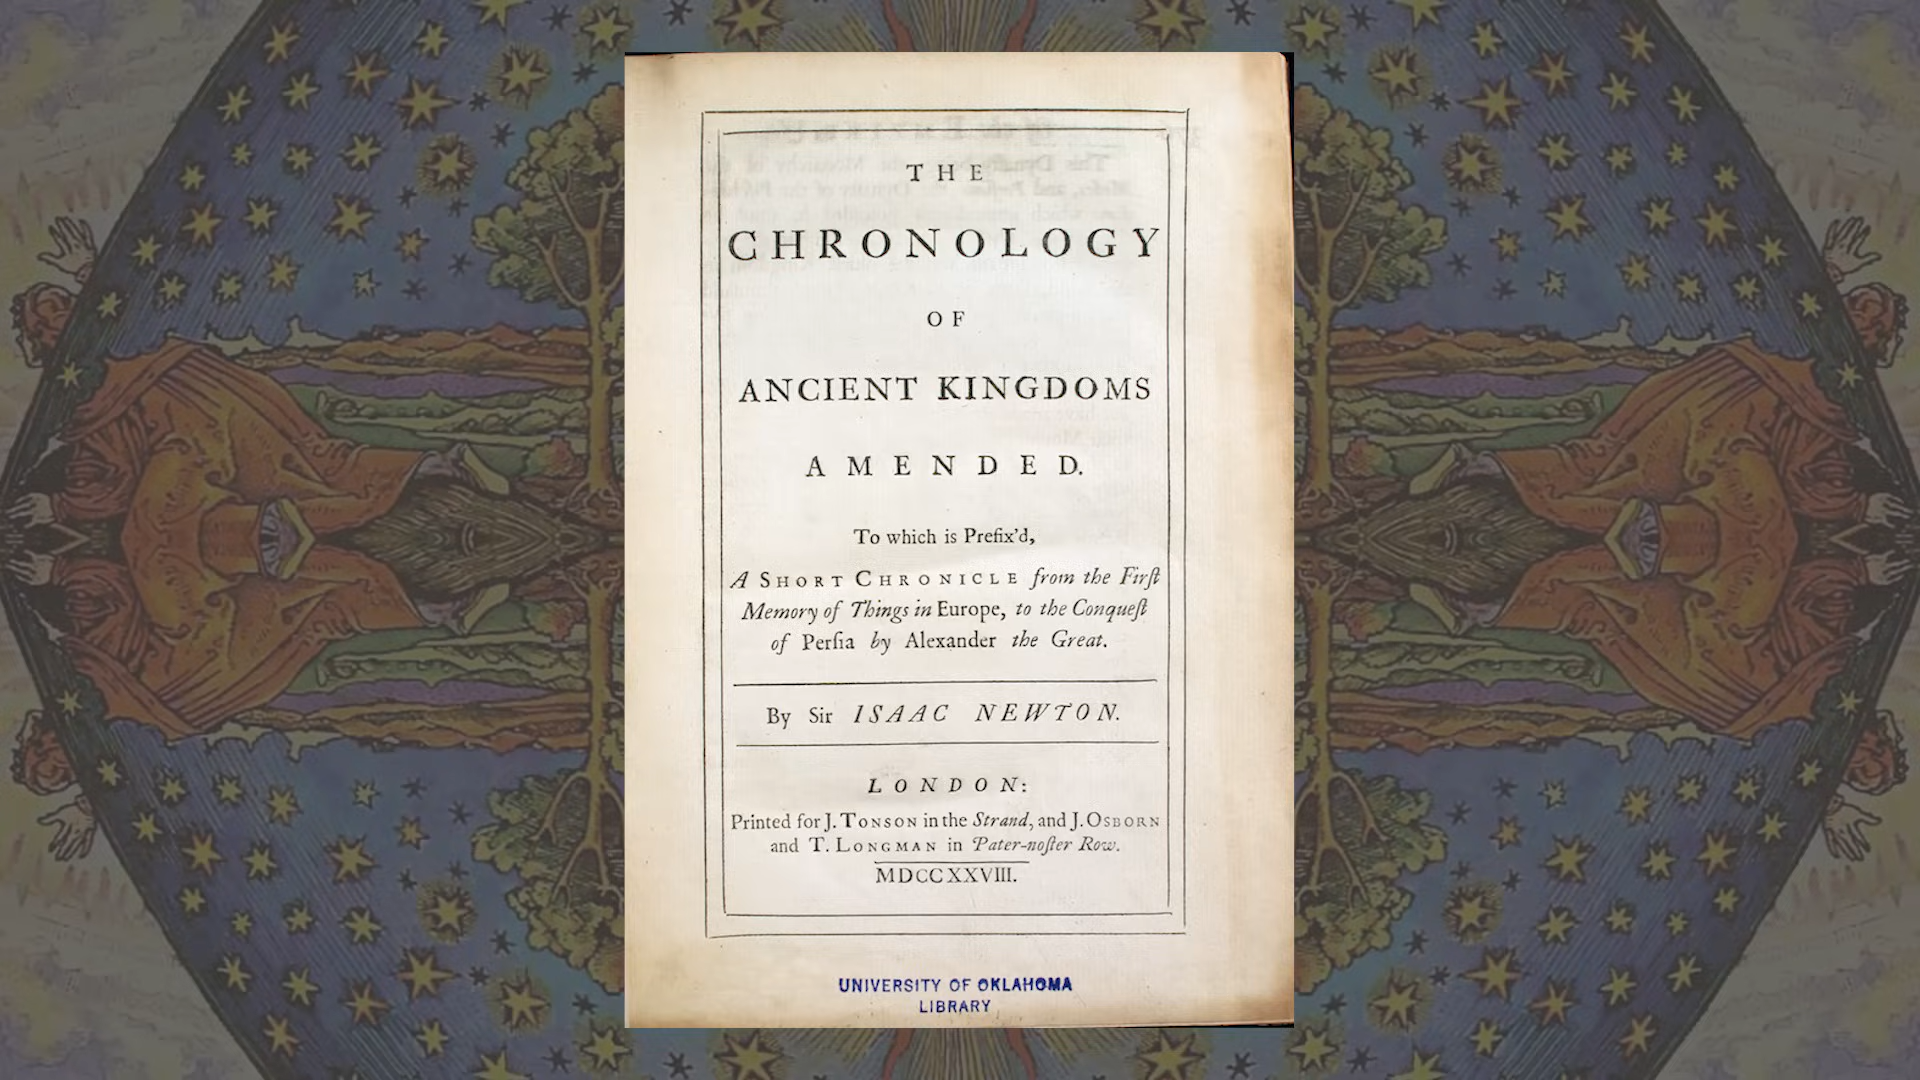 THE
CHRONOLOGY
OF
ANCIENT KINGDOMS
AMENDED.
To which is Prefix'd,
A SHORT CHRONICLE from the Firſt
Memory of Things in Europe, to the Conqueſt
of Perſia by Alexander the Great.
By Sir ISAAC NEWTON.
LONDON:
Printed for J. TONSON in the Strand, and J. OSBORN
and T. LONGMAN in Pater-noſter Row.
MDCCXXVIII.
UNIVERSITY OF OKLAHOMA
LIBRARY